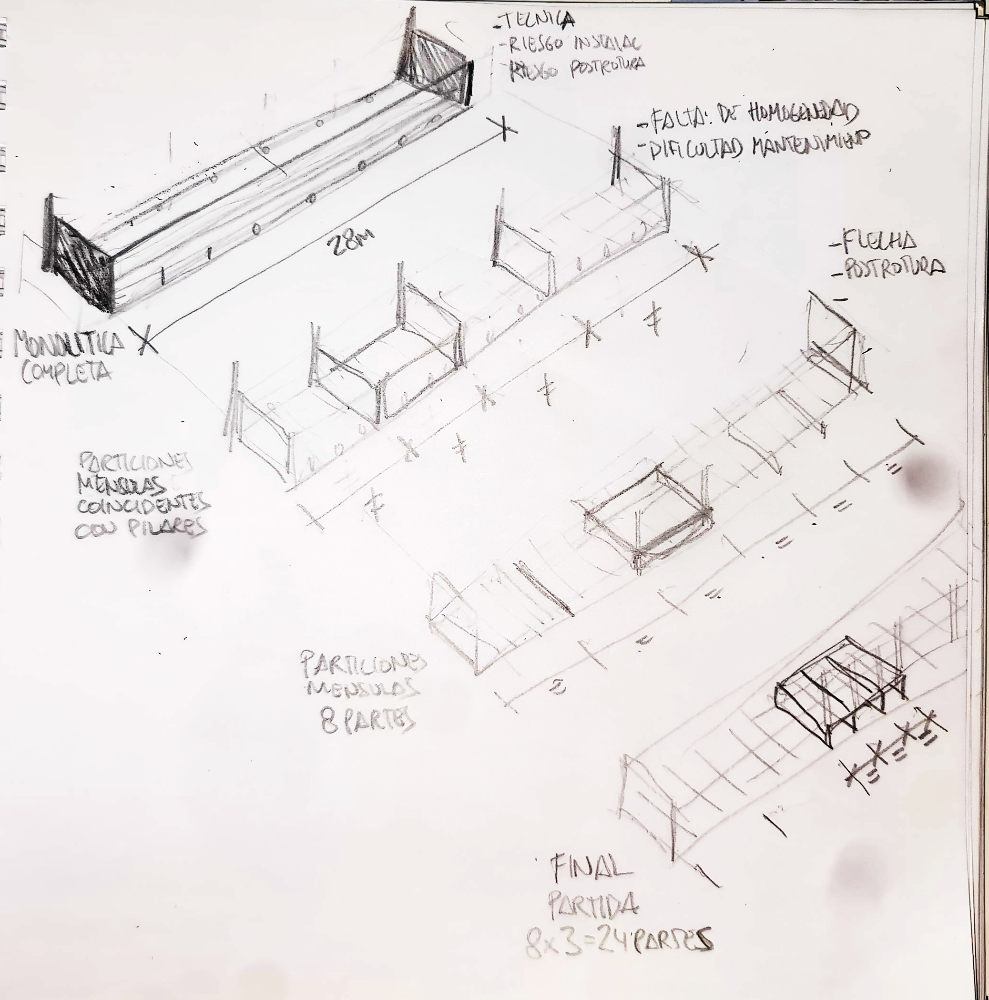 -TECNICA
-RIESGO INSTALAC
-RIESGO POSTROTURA
-FALTA: DE HOMOGENEDAD
-DIFICULTAD MANTENIMIENTO
28M
-FLECHA
-POSTROTURA
MONOLITICA
COMPLETA
PARTICIONES
MENSULAS
COINCIDENTES
CON PILARES
PARTICIONES
MENSULAS
8 PARTES
FINAL
PARTIDA
8x3=24 PARTES